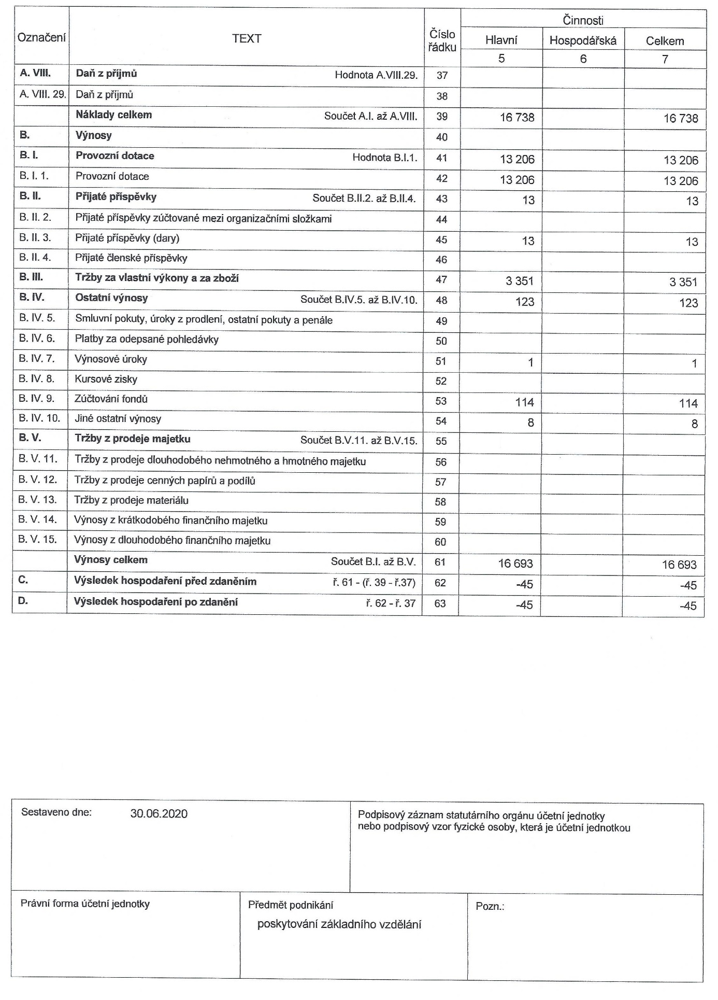 Označení TEXT Číslo řádku Činnosti
Hlavní Hospodářská Celkem
5 6 7
A. VIII. Daň z příjmů Hodnota A.VIII.29. 37
A. VIII. 29. Daň z příjmů 38
Náklady celkem Součet A.I. až A.VIII. 39 16 738 16 738
B. Výnosy 40
B. I. Provozní dotace Hodnota B.I.1. 41 13 206 13 206
B. I. 1. Provozní dotace 42 13 206 13 206
B. II. Přijaté příspěvky Součet B.II.2. až B.II.4. 43 13 13
B. II. 2. Přijaté příspěvky zúčtované mezi organizačními složkami 44
B. II. 3. Přijaté příspěvky (dary) 45 13 13
B. II. 4. Přijaté členské příspěvky 46
B. III. Tržby za vlastní výkony a za zboží 47 3 351 3 351
B. IV. Ostatní výnosy Součet B.IV.5. až B.IV.10. 48 123 123
B. IV. 5. Smluvní pokuty, úroky z prodlení, ostatní pokuty a penále 49
B. IV. 6. Platby za odepsané pohledávky 50
B. IV. 7. Výnosové úroky 51 1 1
B. IV. 8. Kursové zisky 52
B. IV. 9. Zúčtování fondů 53 114 114
B. IV. 10. Jiné ostatní výnosy 54 8 8
B. V. Tržby z prodeje majetku Součet B.V.11. až B.V.15. 55
B. V. 11. Tržby z prodeje dlouhodobého nehmotného a hmotného majetku 56
B. V. 12. Tržby z prodeje cenných papírů a podílů 57
B. V. 13. Tržby z prodeje materiálu 58
B. V. 14. Výnosy z krátkodobého finančního majetku 59
B. V. 15. Výnosy z dlouhodobého finančního majetku 60
Výnosy celkem Součet B.I. až B.V. 61 16 693 16 693
C. Výsledek hospodaření před zdaněním ř. 61 - (ř. 39 - ř.37) 62 -45 -45
D. Výsledek hospodaření po zdanění ř. 62 - ř. 37 63 -45 -45
Sestaveno dne: 30.06.2020
Podpisový záznam statutárního orgánu účetní jednotky
nebo podpisový vzor fyzické osoby, která je účetní jednotkou
Právní forma účetní jednotky
Předmět podnikání
poskytování základního vzdělání
Pozn.: